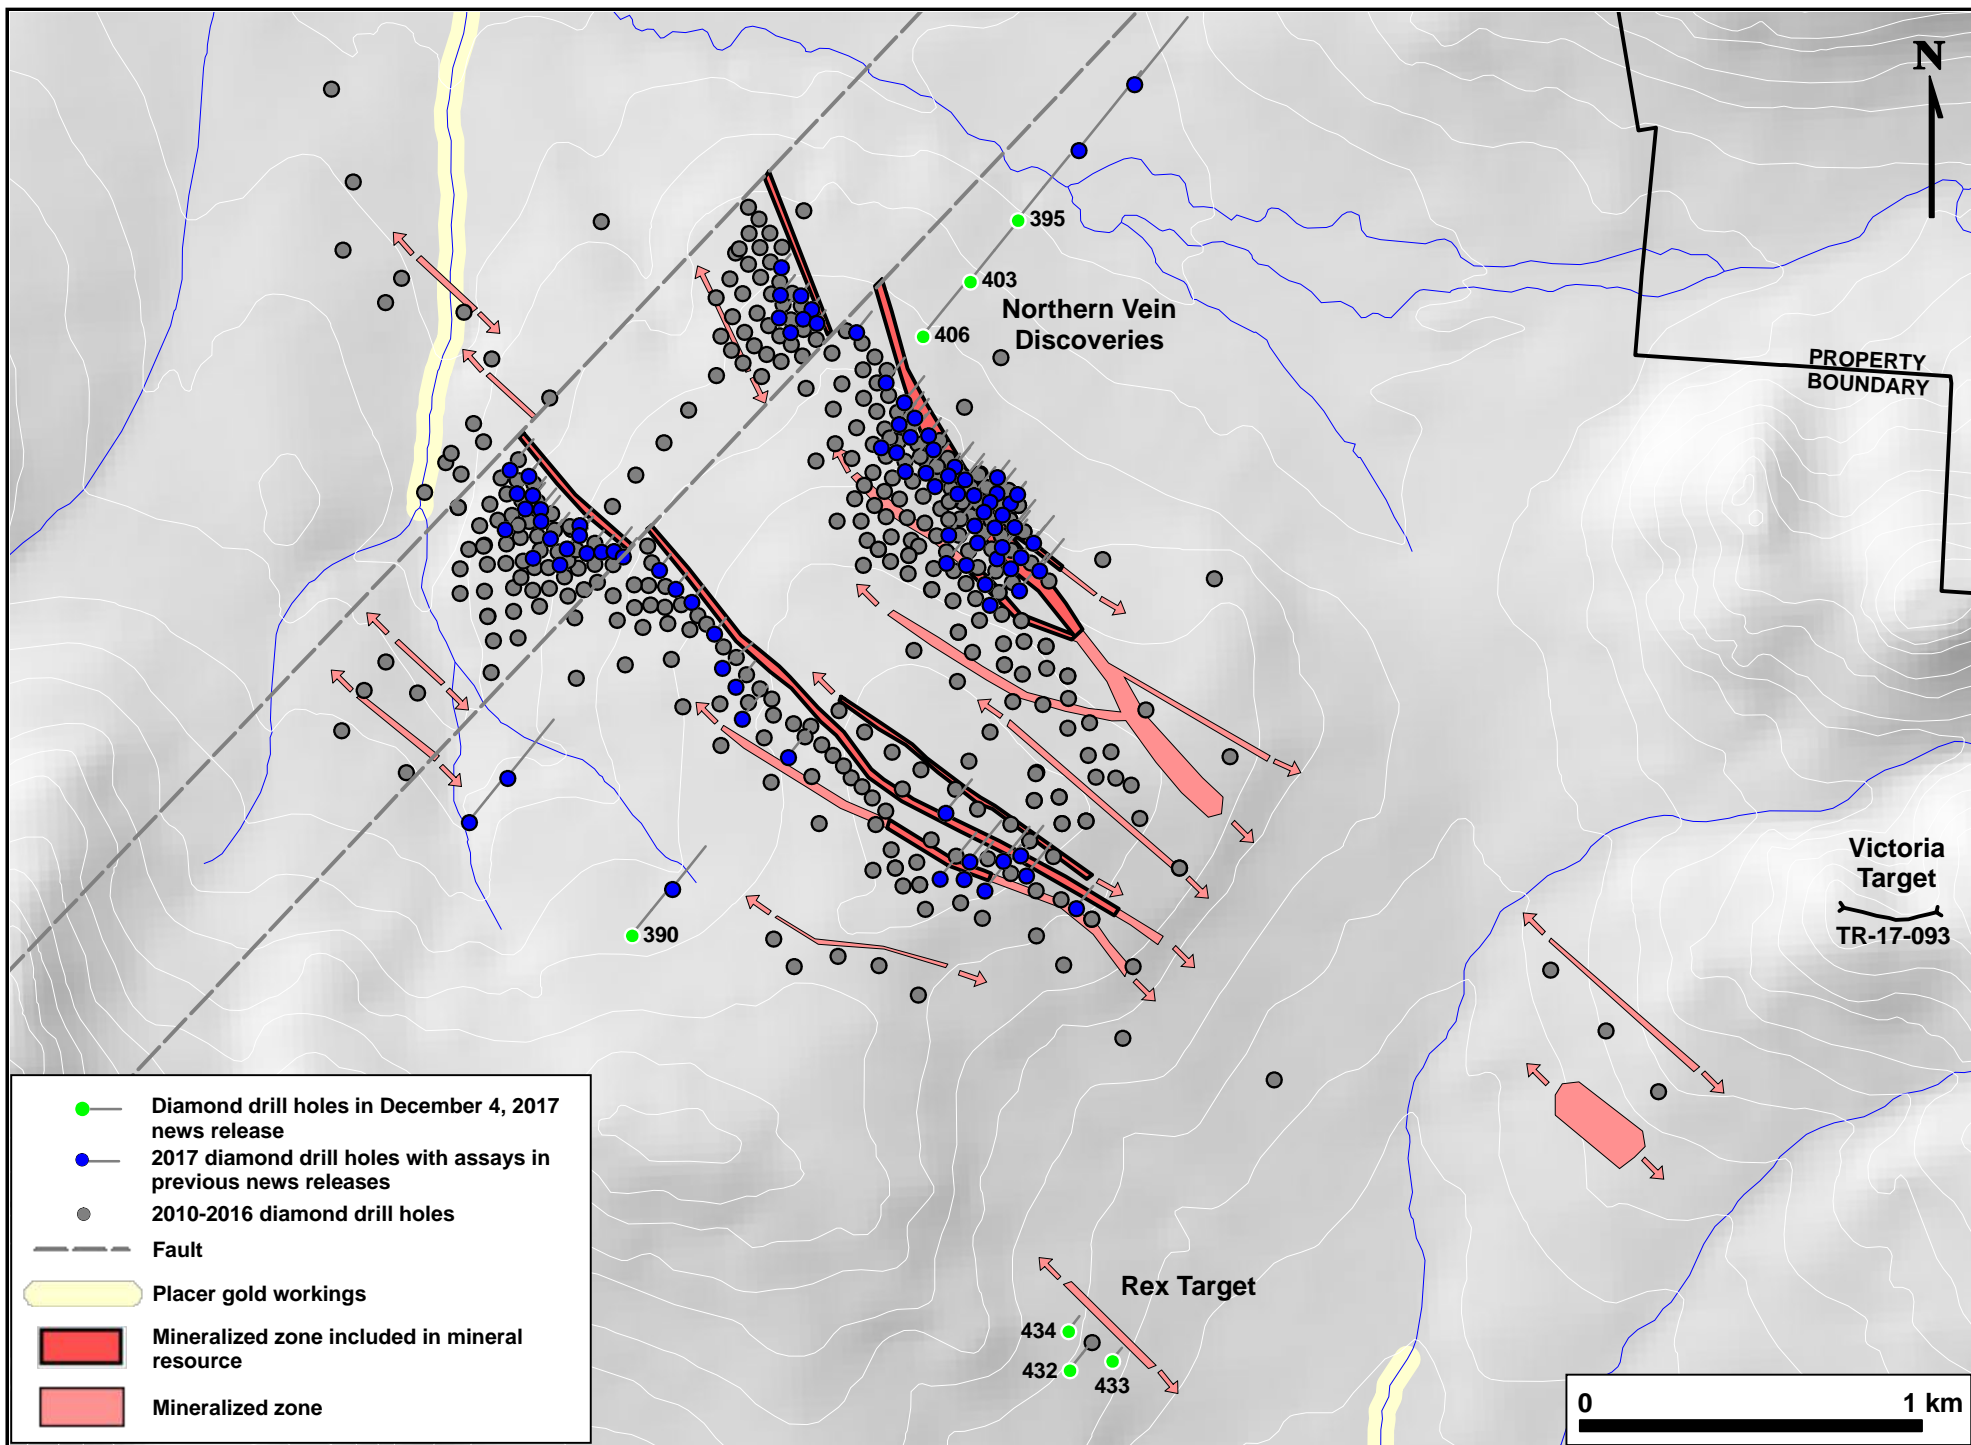 N
395
403
Northern Vein
Discoveries
406
PROPERTY
BOUNDARY
Victoria
Target
TR-17-093
390
Diamond drill holes in December 4, 2017
news release
2017 diamond drill holes with assays in
previous news releases
2010-2016 diamond drill holes
Fault
Placer gold workings
Mineralized zone included in mineral
resource
Mineralized zone
Rex Target
434
432
433
0 1 km